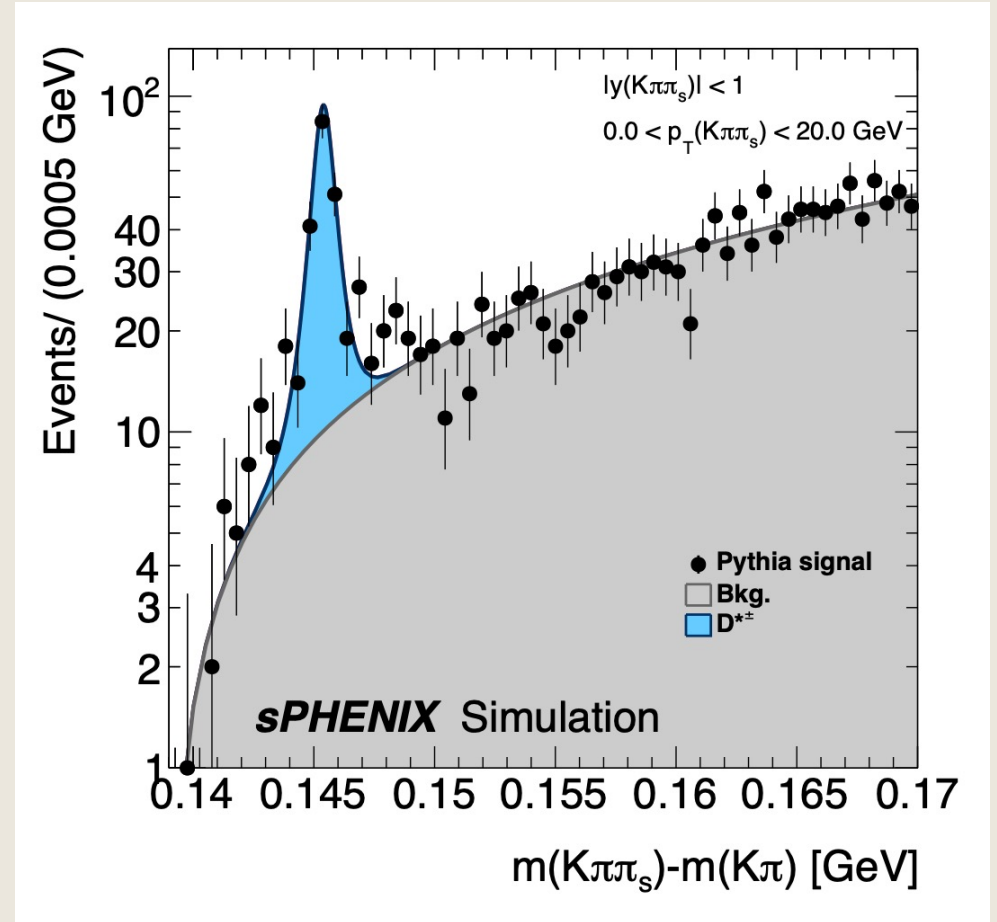 Events/ (0.0005 GeV)
10²
40
30
20
10
4
3
2
1
|y(Kππₛ)| < 1
0.0 < p_T(Kππₛ) < 20.0 GeV
Pythia signal
Bkg.
D*±
sPHENIX Simulation
0.14 0.145 0.15 0.155 0.16 0.165 0.17
m(Kππₛ)-m(Kπ) [GeV]